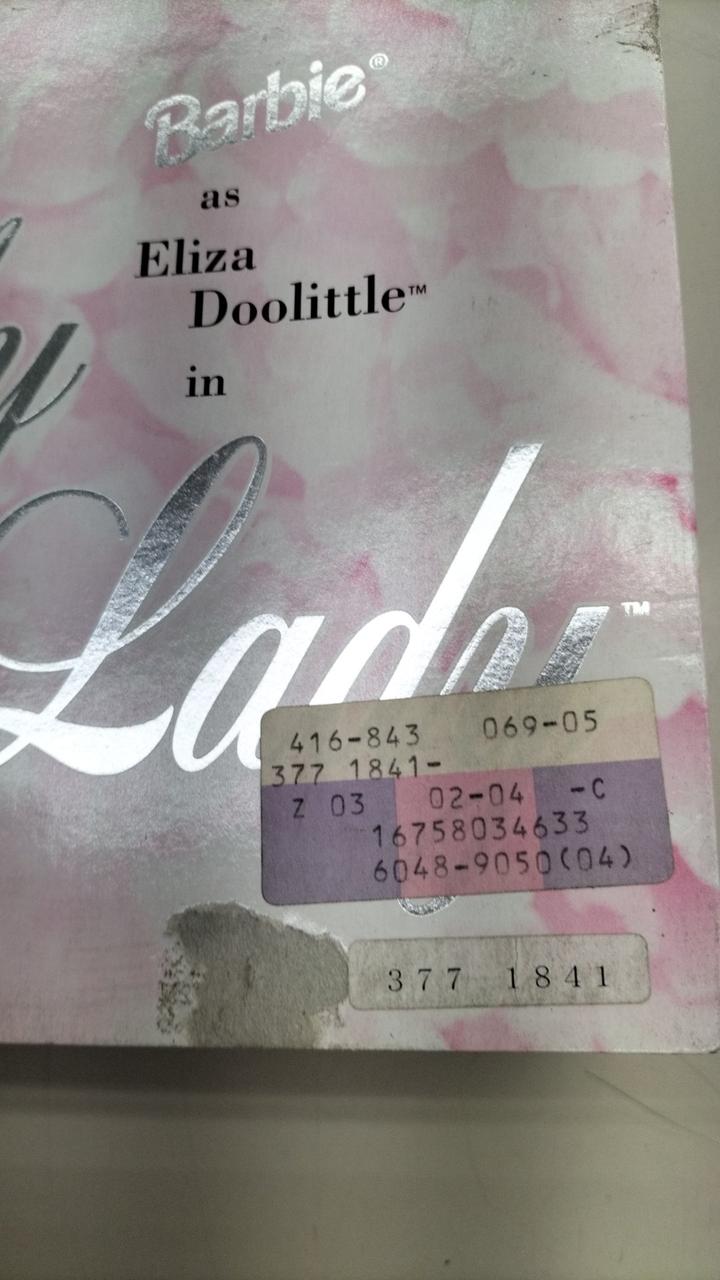 Barbie®
as
Eliza
Doolittle™
in
y
Lady™
416-843 069-05
377 1841-
Z 03 02-04 -C
16758034633
6048-9050(04)
377 1841